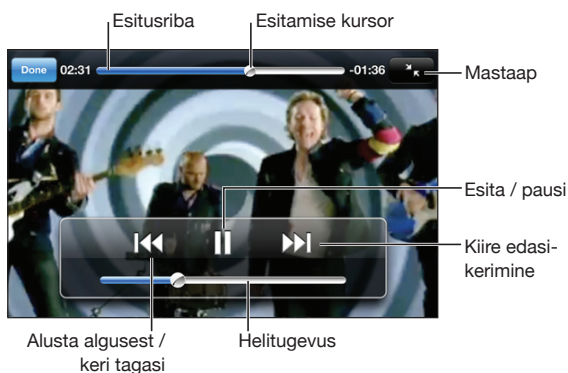 Esitusriba
Esitamise kursor
Done 02:31 -01:36
Mastaap
Esita / pausi
Kiire edasi-
kerimine
Alusta algusest /
keri tagasi
Helitugevus